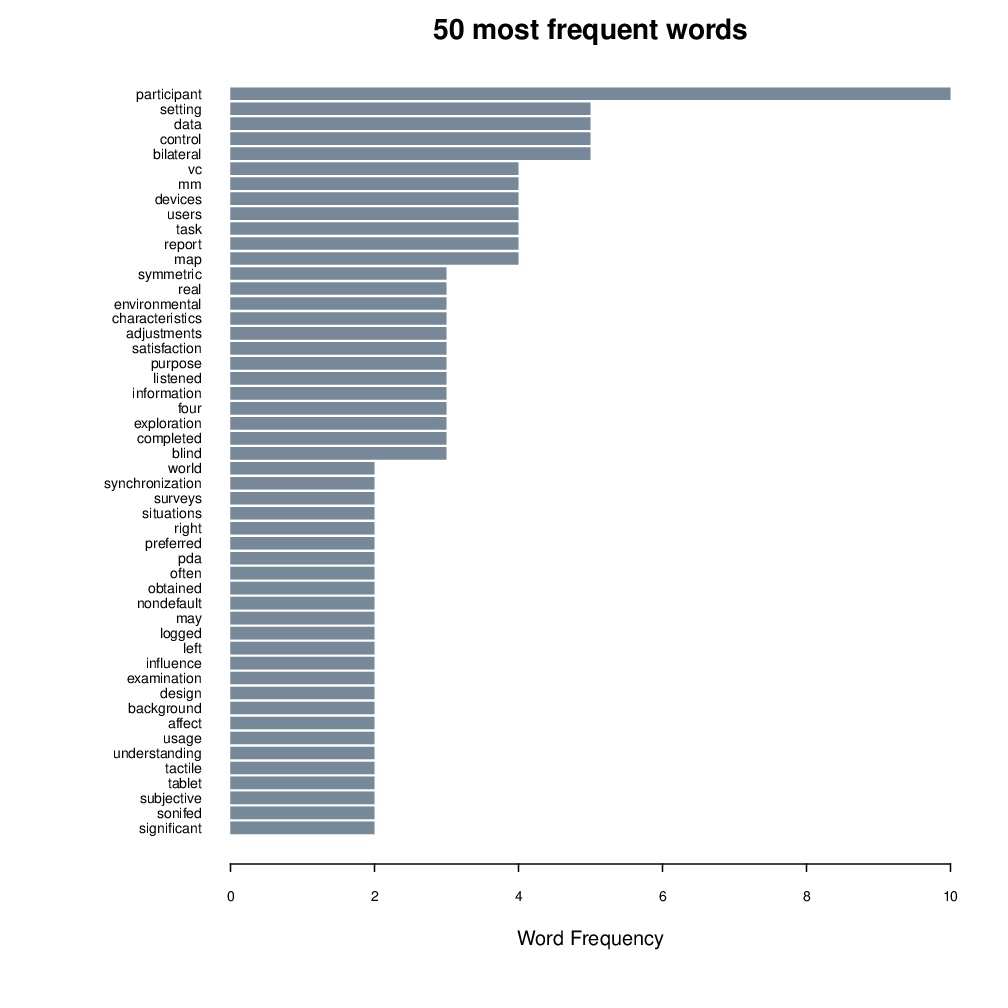 50 most frequent words
participant
setting
data
control
bilateral
vc
mm
devices
users
task
report
map
symmetric
real
environmental
characteristics
adjustments
satisfaction
purpose
listened
information
four
exploration
completed
blind
world
synchronization
surveys
situations
right
preferred
pda
often
obtained
nondefault
may
logged
left
influence
examination
design
background
affect
usage
understanding
tactile
tablet
subjective
sonifed
significant
0 2 4 6 8 10
Word Frequency